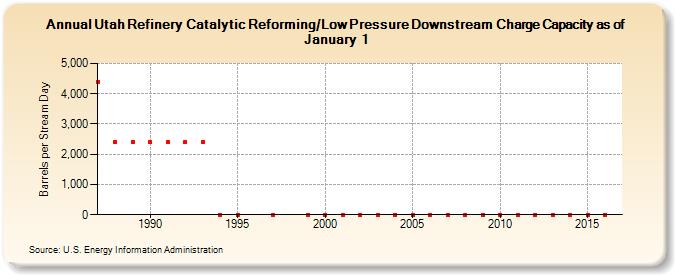 Annual Utah Refinery Catalytic Reforming/Low Pressure Downstream Charge Capacity as of
January 1
Barrels per Stream Day
5,000
4,000
3,000
2,000
1,000
0
1990 1995 2000 2005 2010 2015
Source: U.S. Energy Information Administration